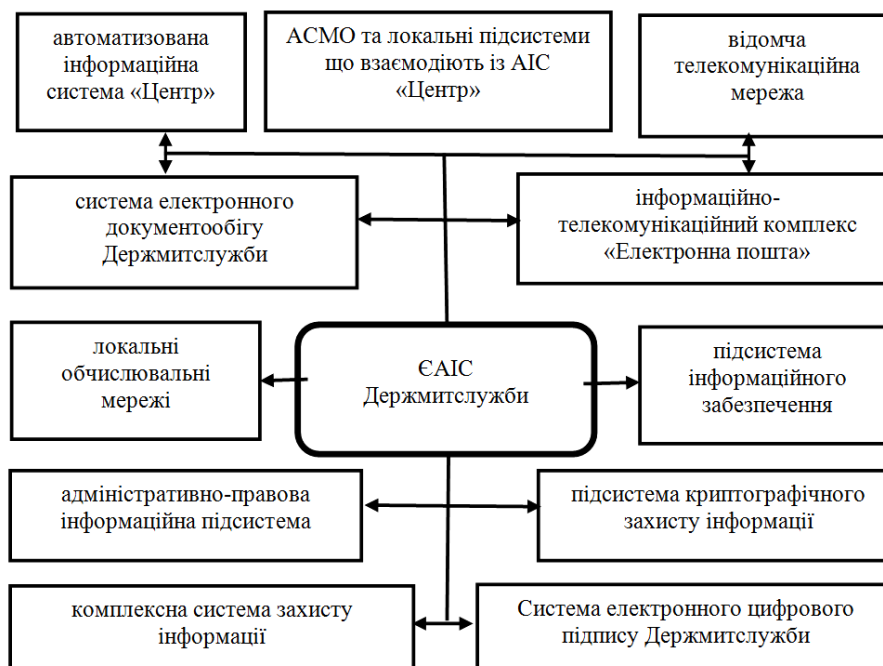 автоматизована
інформаційна
система «Центр»
АСМО та локальні підсистеми
що взаємодіють із АІС
«Центр»
відомча
телекомунікаційна
мережа
система електронного
документообігу
Держмитслужби
інформаційно-
телекомунікаційний комплекс
«Електронна пошта»
локальні
обчислювальні
мережі
ЄАІС
Держмитслужби
підсистема
інформаційного
забезпечення
адміністративно-правова
інформаційна підсистема
підсистема криптографічного
захисту інформації
комплексна система захисту
інформації
Система електронного цифрового
підпису Держмитслужби